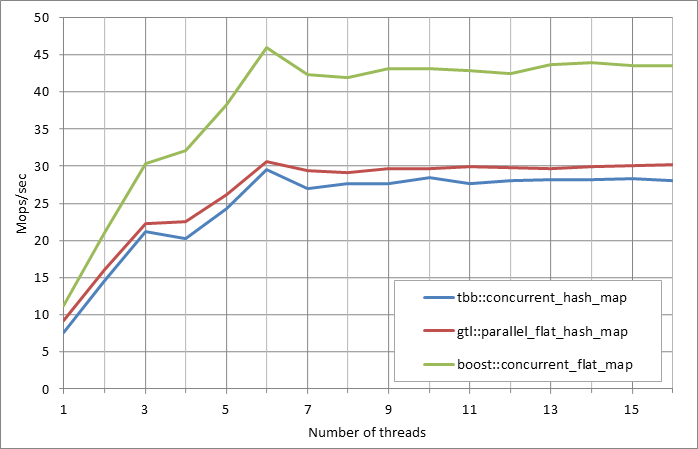 50
45
40
35
30
25
20
15
10
5
0
Mops/sec
tbb::concurrent_hash_map
gtl::parallel_flat_hash_map
boost::concurrent_flat_map
1 3 5 7 9 11 13 15
Number of threads